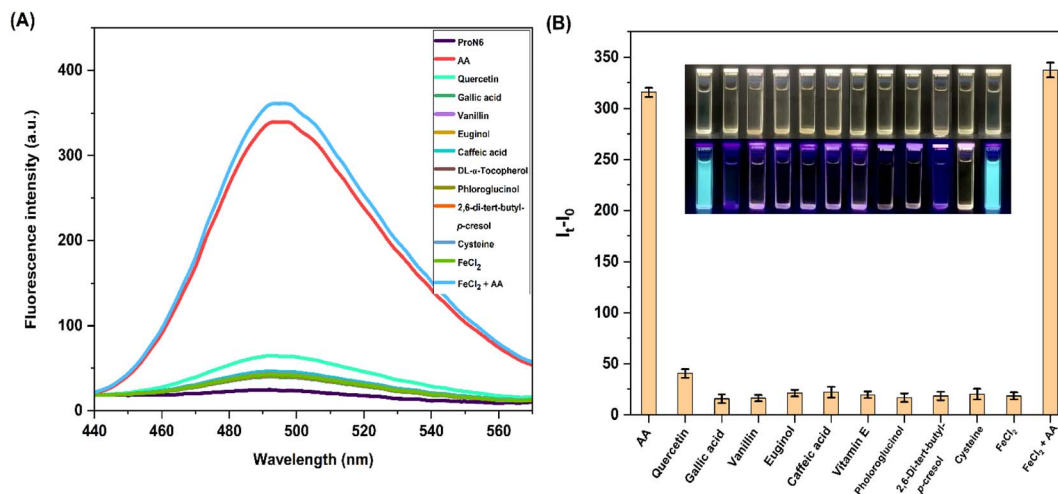 (A)
Fluorescence intensity (a.u.)
400
300
200
100
0
440
460
480
500
520
540
560
Wavelength (nm)
ProN6
AA
Quercetin
Gallic acid
Vanillin
Euginol
Caffeic acid
DL-α-Tocopherol
Phloroglucinol
2,6-di-tert-butyl-
p-cresol
Cysteine
FeCl2
FeCl2 + AA
(B)
It-I0
350
300
250
200
150
100
50
0
AA
Quercetin
Gallic acid
Vanillin
Euginol
Caffeic acid
Vitamin E
Pholoroglucinol
2,6-Di-tert-butyl-
p-cresol
Cysteine
FeCl2
FeCl2 + AA